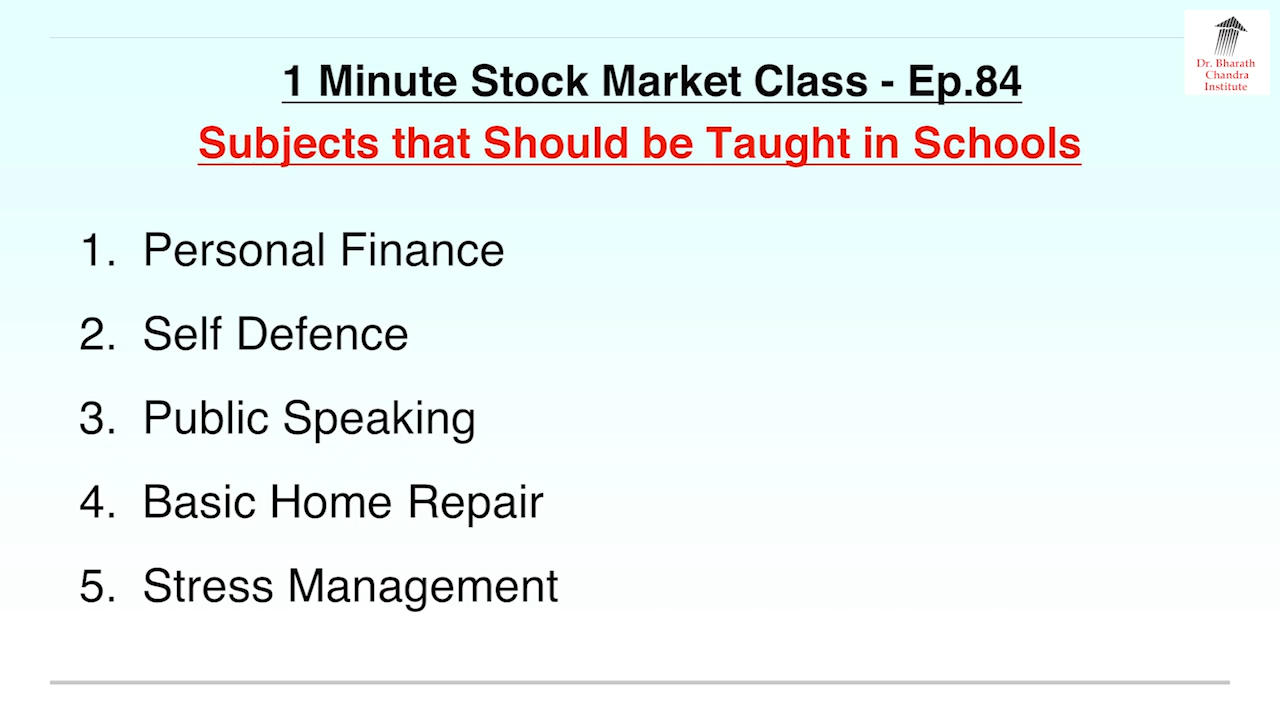 1 Minute Stock Market Class - Ep.84
Subjects that Should be Taught in Schools
1. Personal Finance
2. Self Defence
3. Public Speaking
4. Basic Home Repair
5. Stress Management
Dr. Bharath
Chandra
Institute